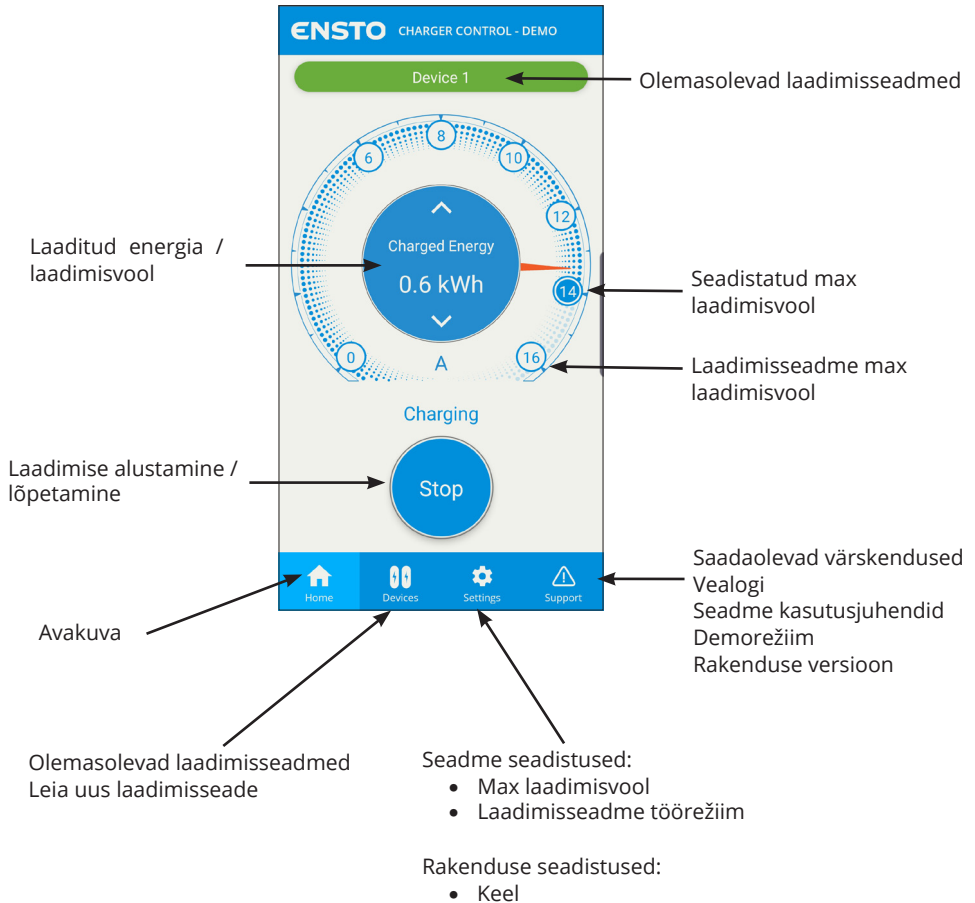 ENSTO CHARGER CONTROL - DEMO
Device 1
Olemasolevad laadimisseadmed
8
6
10
12
Charged Energy
0.6 kWh
14
0
A
16
Laaditud energia /
laadimisvool
Seadistatud max
laadimisvool
Laadimisseadme max
laadimisvool
Charging
Stop
Laadimise alustamine /
lõpetamine
Home
Devices
Settings
Support
Saadaolevad värskendused
Vealogi
Seadme kasutusjuhendid
Demorežiim
Rakenduse versioon
Avakuva
Olemasolevad laadimisseadmed
Leia uus laadimisseade
Seadme seadistused:
• Max laadimisvool
• Laadimisseadme töörežiim
Rakenduse seadistused:
• Keel